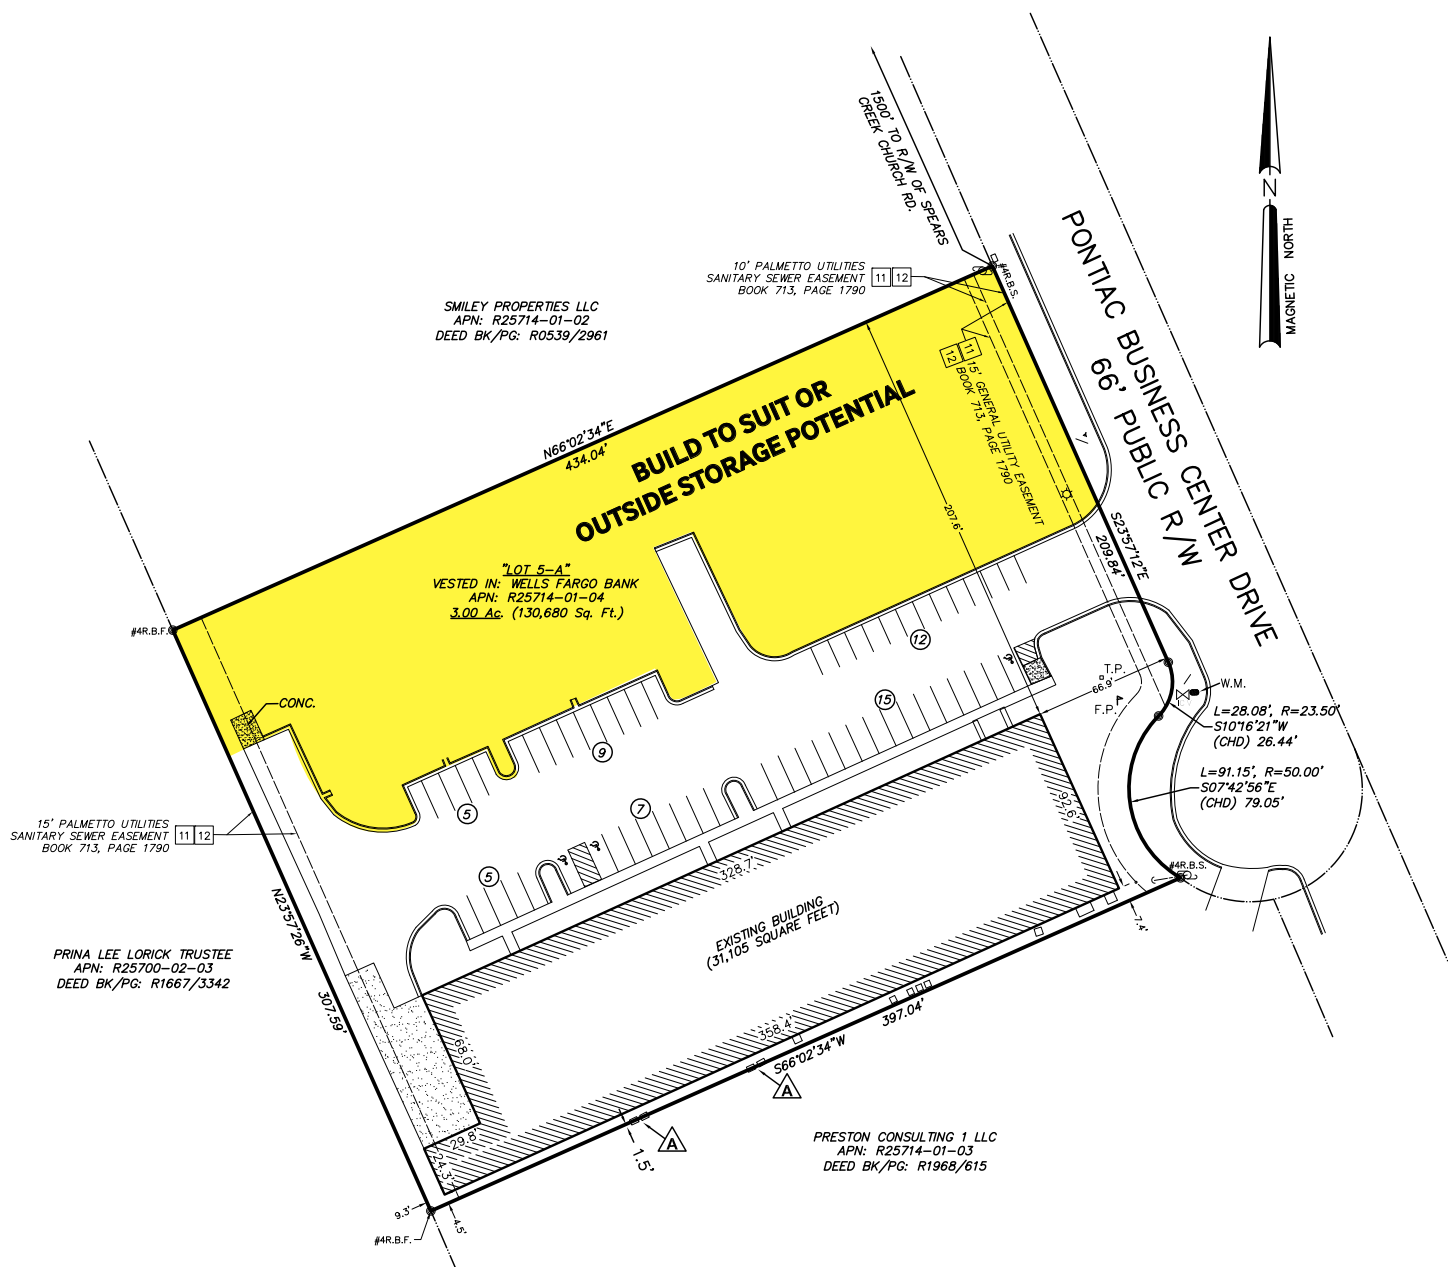 1500' TO R/W OF SPEARS
CREEK CHURCH RD.
N
MAGNETIC NORTH
PONTIAC BUSINESS CENTER DRIVE
66' PUBLIC R/W
10' PALMETTO UTILITIES
SANITARY SEWER EASEMENT
BOOK 713, PAGE 1790
11 12
#4R.B.S.
SMILEY PROPERTIES LLC
APN: R25714-01-02
DEED BK/PG: R0539/2961
11
12
15' GENERAL UTILITY EASEMENT
BOOK 713, PAGE 1790
N66°02'34"E
434.04'
BUILD TO SUIT OR
OUTSIDE STORAGE POTENTIAL
207.6'
S23°57'12"E
209.84'
"LOT 5-A"
VESTED IN: WELLS FARGO BANK
APN: R25714-01-04
3.00 Ac. (130,680 Sq. Ft.)
#4R.B.F.
12
CONC.
15
T.P.
66.9'
F.P.
W.M.
L=28.08', R=23.50'
S10°16'21"W
(CHD) 26.44'
L=91.15', R=50.00'
S07°42'56"E
(CHD) 79.05'
9
5
7
5
92.6'
15' PALMETTO UTILITIES
SANITARY SEWER EASEMENT
BOOK 713, PAGE 1790
11 12
328.7'
#4R.B.S.
7.4'
EXISTING BUILDING
(31,105 SQUARE FEET)
N23°57'26"W
307.59'
PRINA LEE LORICK TRUSTEE
APN: R25700-02-03
DEED BK/PG: R1667/3342
68.0'
358.4'
397.04'
S66°02'34"W
A
A
1.5'
29.8'
24.3'
9.3'
4.5'
#4R.B.F.
PRESTON CONSULTING 1 LLC
APN: R25714-01-03
DEED BK/PG: R1968/615